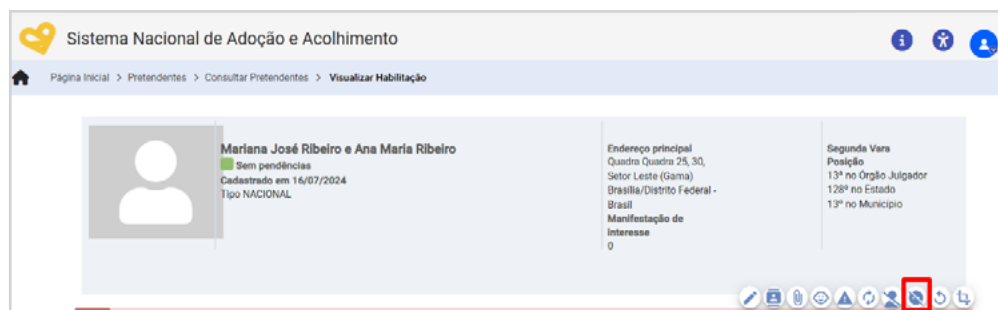 Sistema Nacional de Adoção e Acolhimento
Página Inicial > Pretendentes > Consultar Pretendentes > Visualizar Habilitação
Mariana José Ribeiro e Ana Maria Ribeiro
Sem pendências
Cadastrado em 16/07/2024
Tipo NACIONAL
Endereço principal
Quadra Quadra 25, 30,
Setor Leste (Gama)
Brasília/Distrito Federal -
Brasil
Manifestação de
interesse
0
Segunda Vara
Posição
13º no Órgão Julgador
128º no Estado
13º no Município